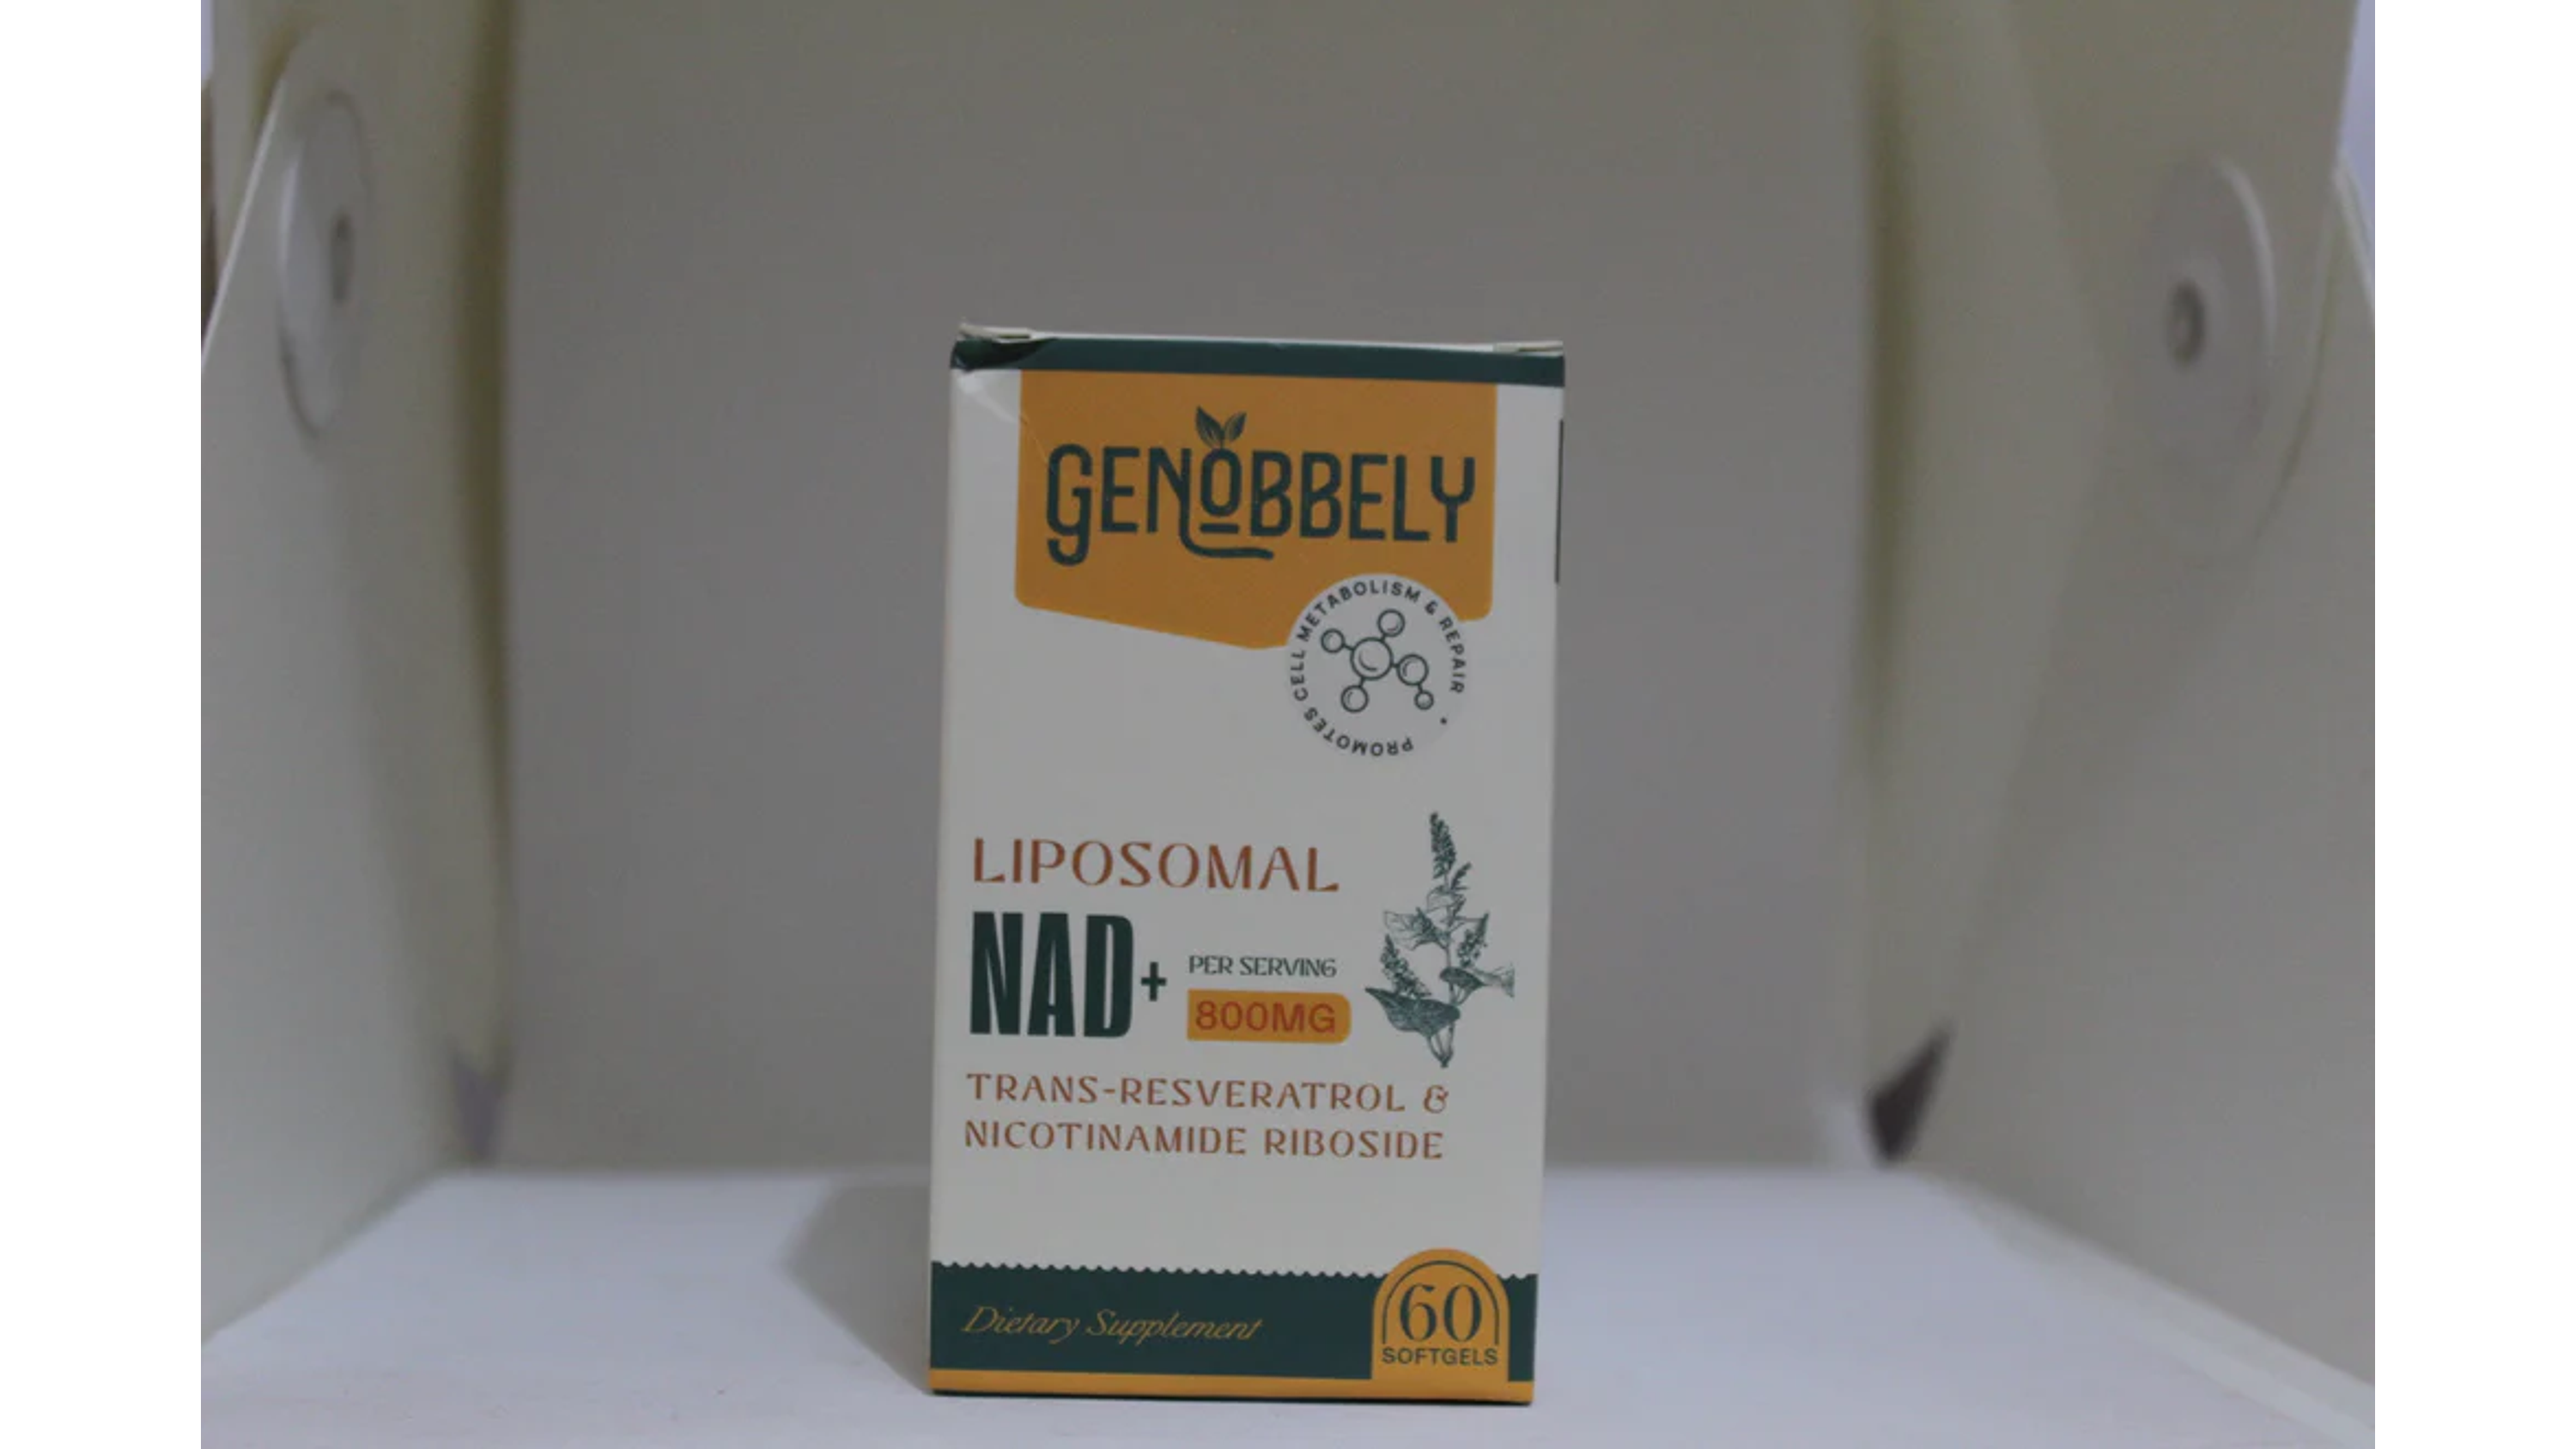 GENOBBELY
PROMOTES CELL METABOLISM & REPAIR •
LIPOSOMAL
NAD+
PER SERVING
800MG
TRANS-RESVERATROL &
NICOTINAMIDE RIBOSIDE
Dietary Supplement
60
SOFTGELS